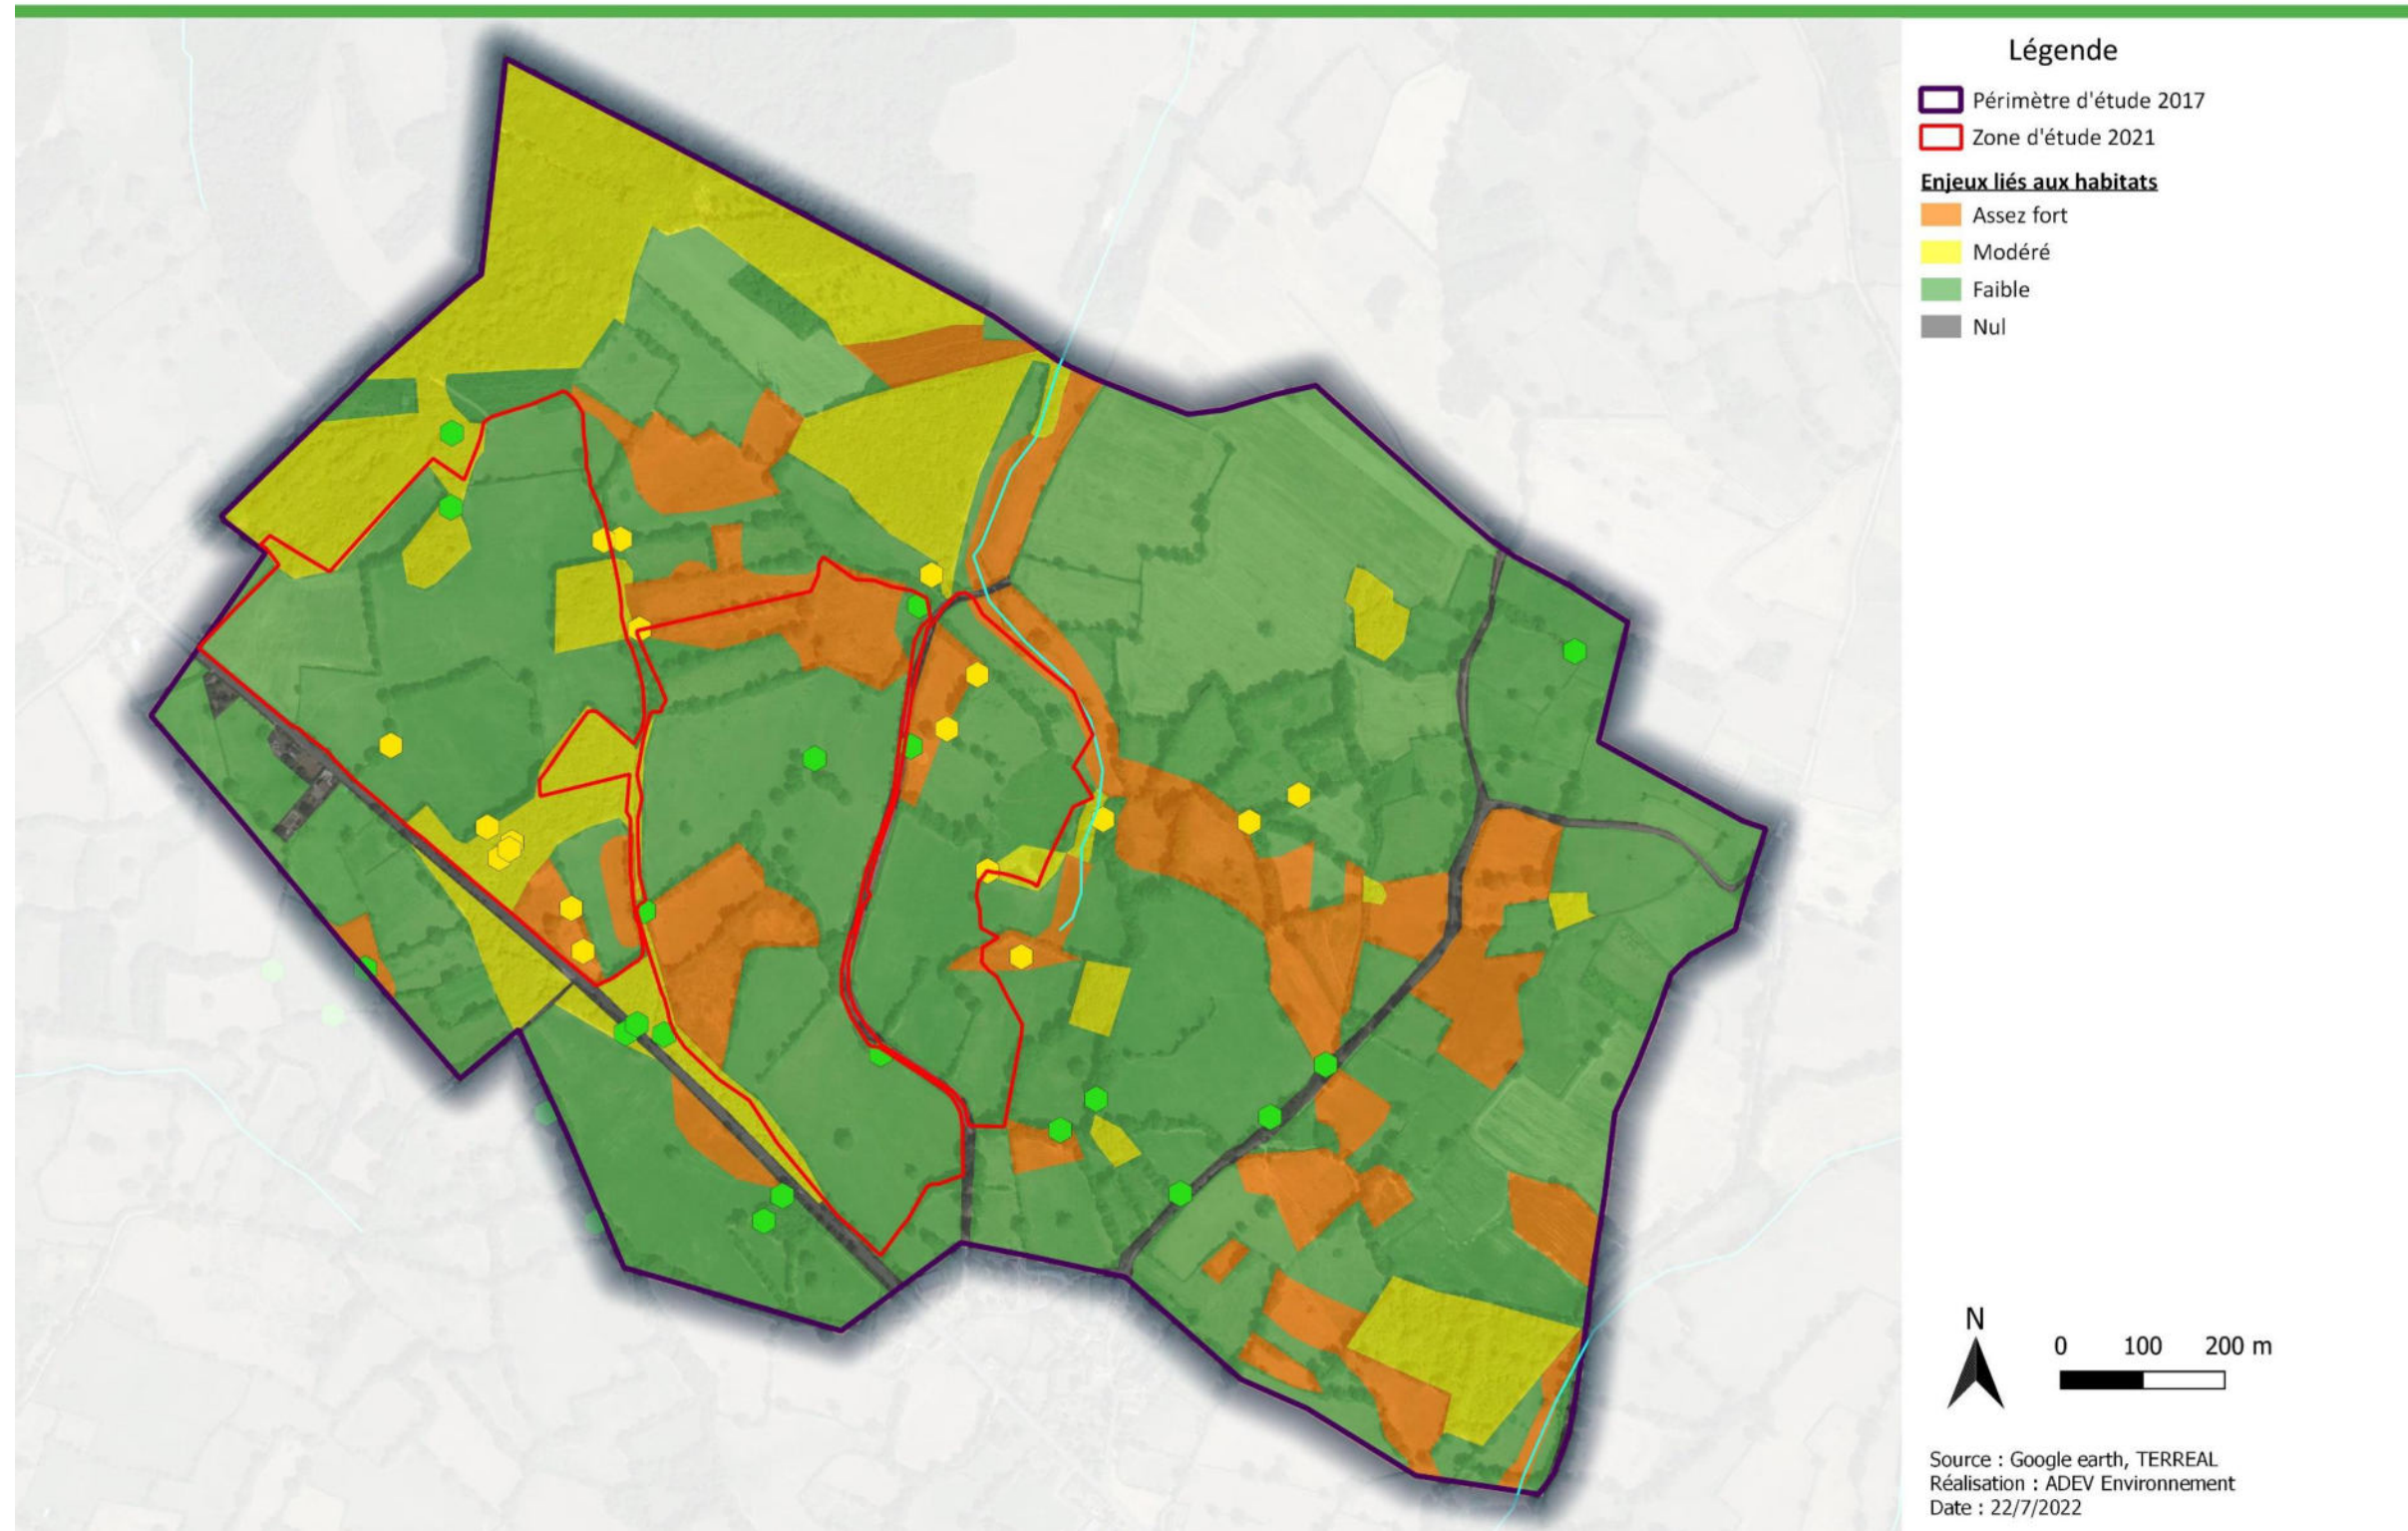 Légende
Périmètre d'étude 2017
Zone d'étude 2021
Enjeux liés aux habitats
Assez fort
Modéré
Faible
Nul
N
0 100 200 m
Source : Google earth, TERREAL
Réalisation : ADEV Environnement
Date : 22/7/2022